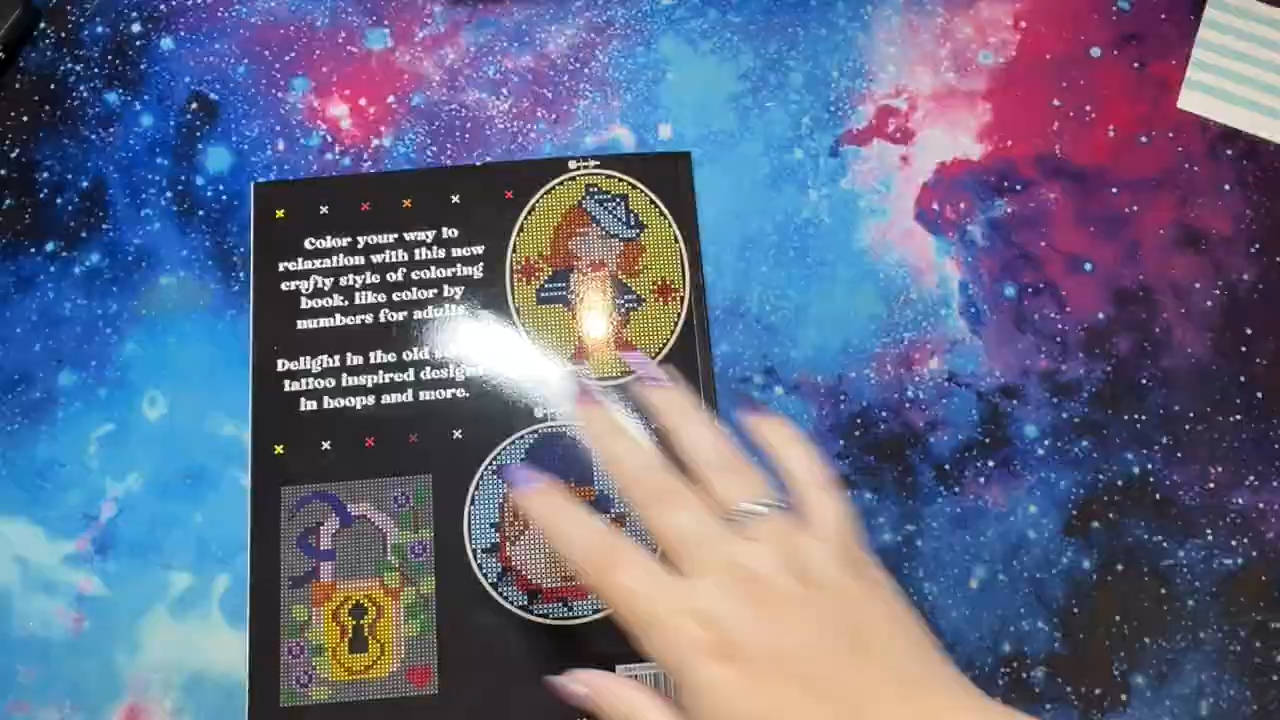 Color your way to
relaxation with this new
crafty style of coloring
book, like color by
numbers for adults.
Delight in the old
tattoo inspired designs
in hoops and more.